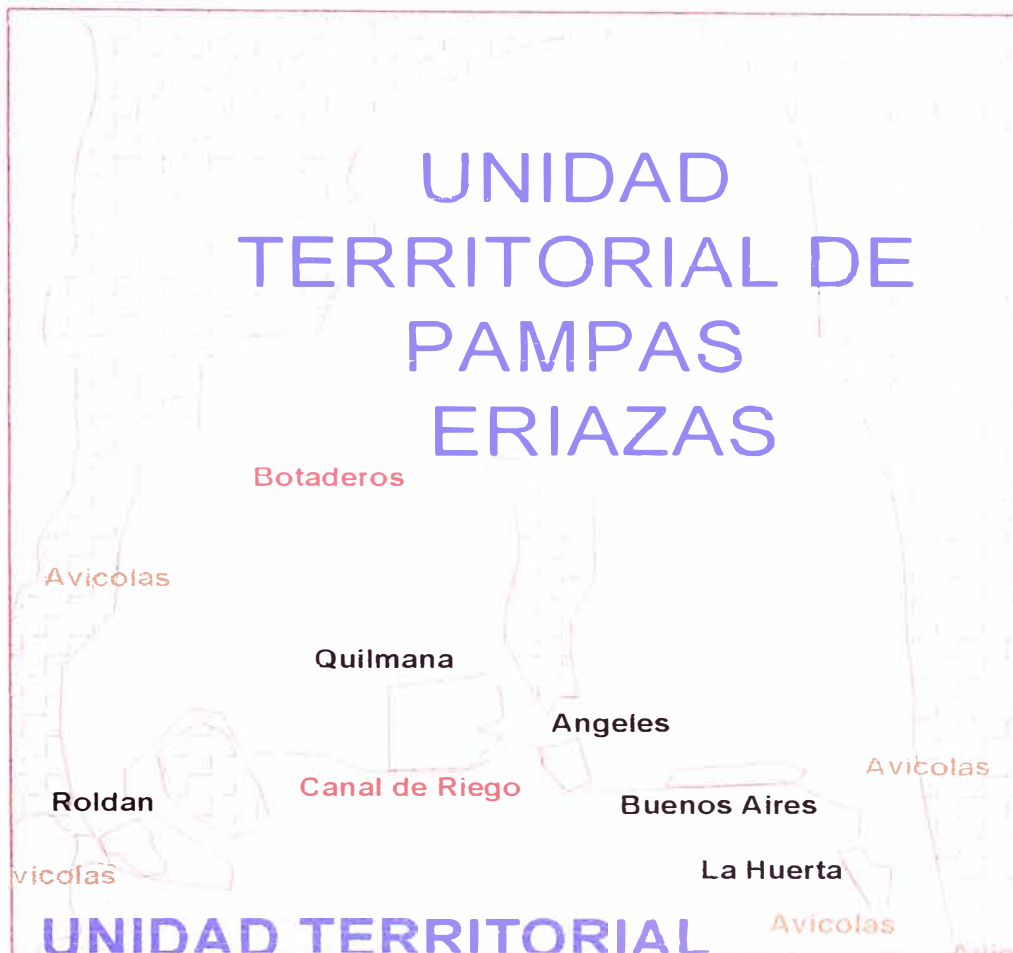 UNIDAD
TERRITORIAL DE
PAMPAS
ERIAZAS
Botaderos
Avicolas
Quilmana
Angeles
Avicolas
Canal de Riego
Roldan
Buenos Aires
La Huerta
vicolas
Avicolas
UNIDAD TERRITORIAL